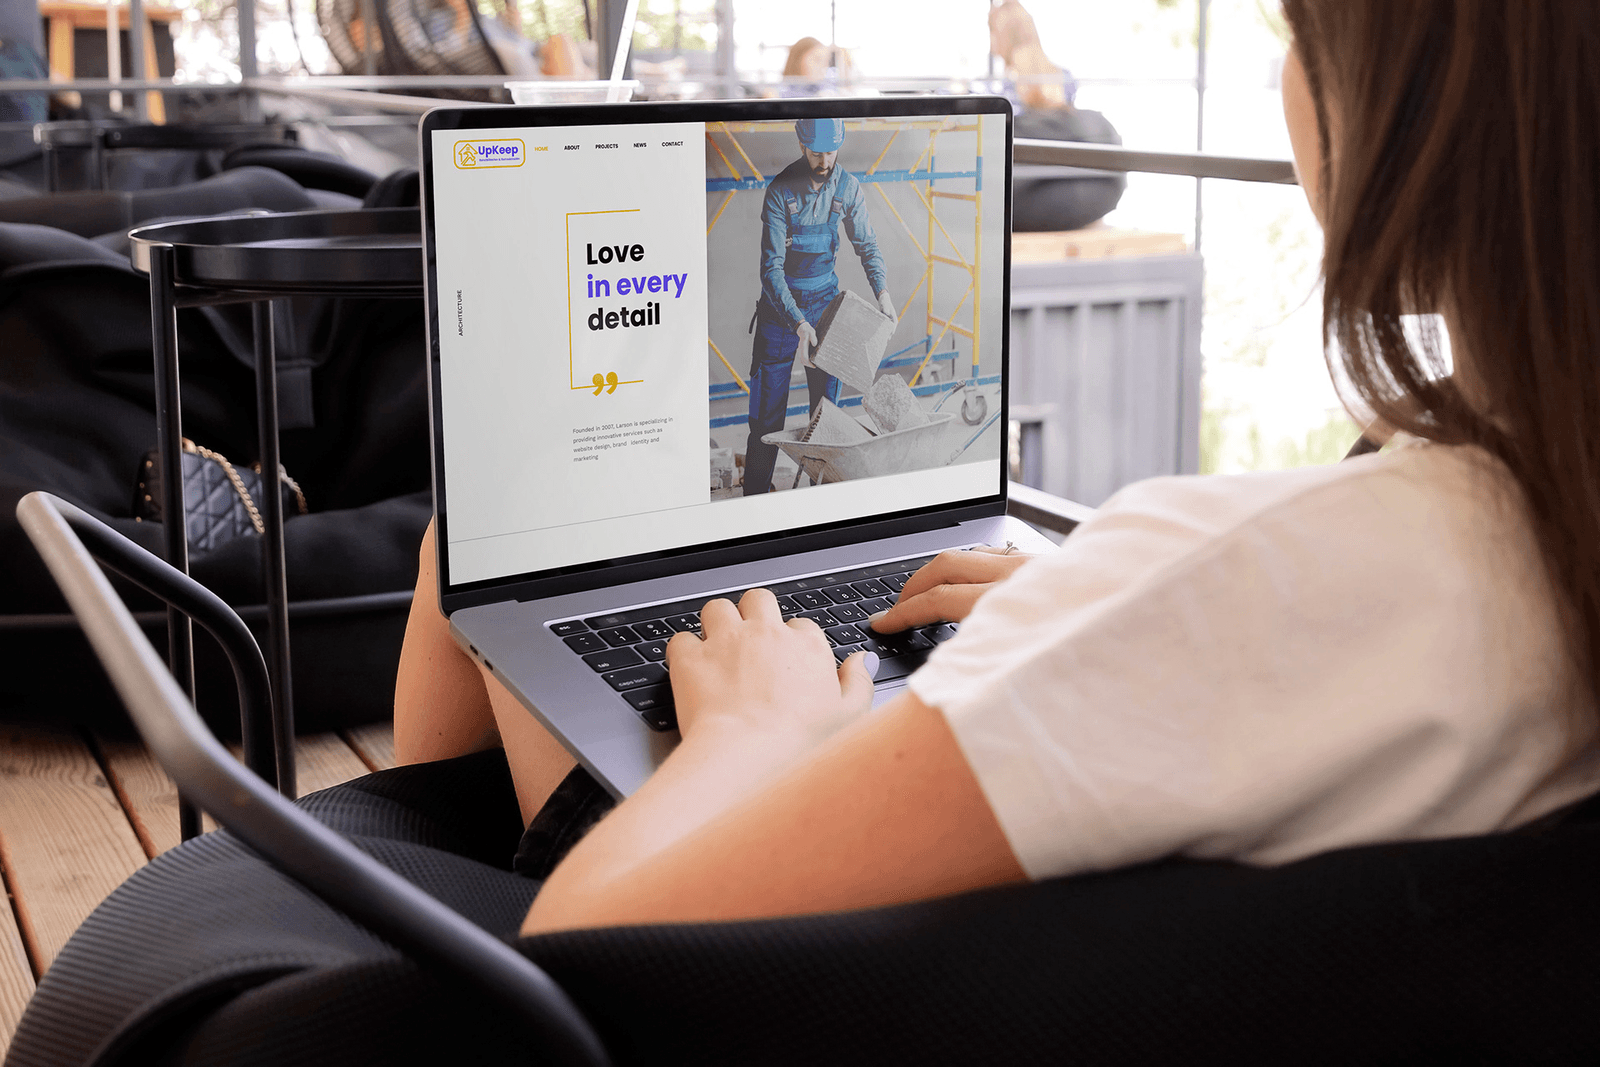 UpKeep
HOME
ABOUT
PROJECTS
NEWS
CONTACT
ARCHITECTURE
Love
in every
detail
Founded in 2007, Larson is specializing in
providing innovative services such as
website design, brand identity and
marketing
esc
tab
caps lock
shift
fn